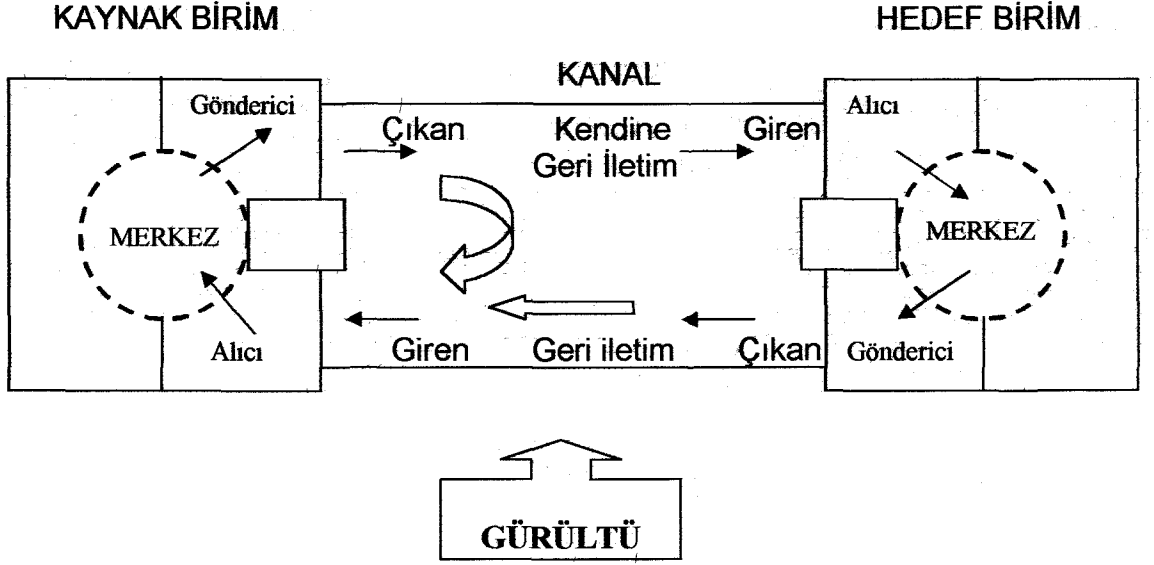 KAYNAK BİRİM
HEDEF BİRİM
KANAL
Gönderici
Çıkan
Kendine
Geri İletim
Giren
Alıcı
MERKEZ
MERKEZ
Alıcı
Giren
Geri iletim
Çıkan
Gönderici
GÜRÜLTÜ